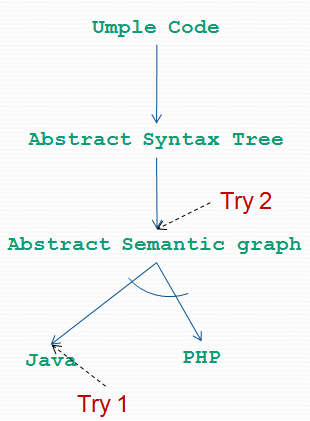 Umple Code
Abstract Syntax Tree
Try 2
Abstract Semantic graph
Java
PHP
Try 1